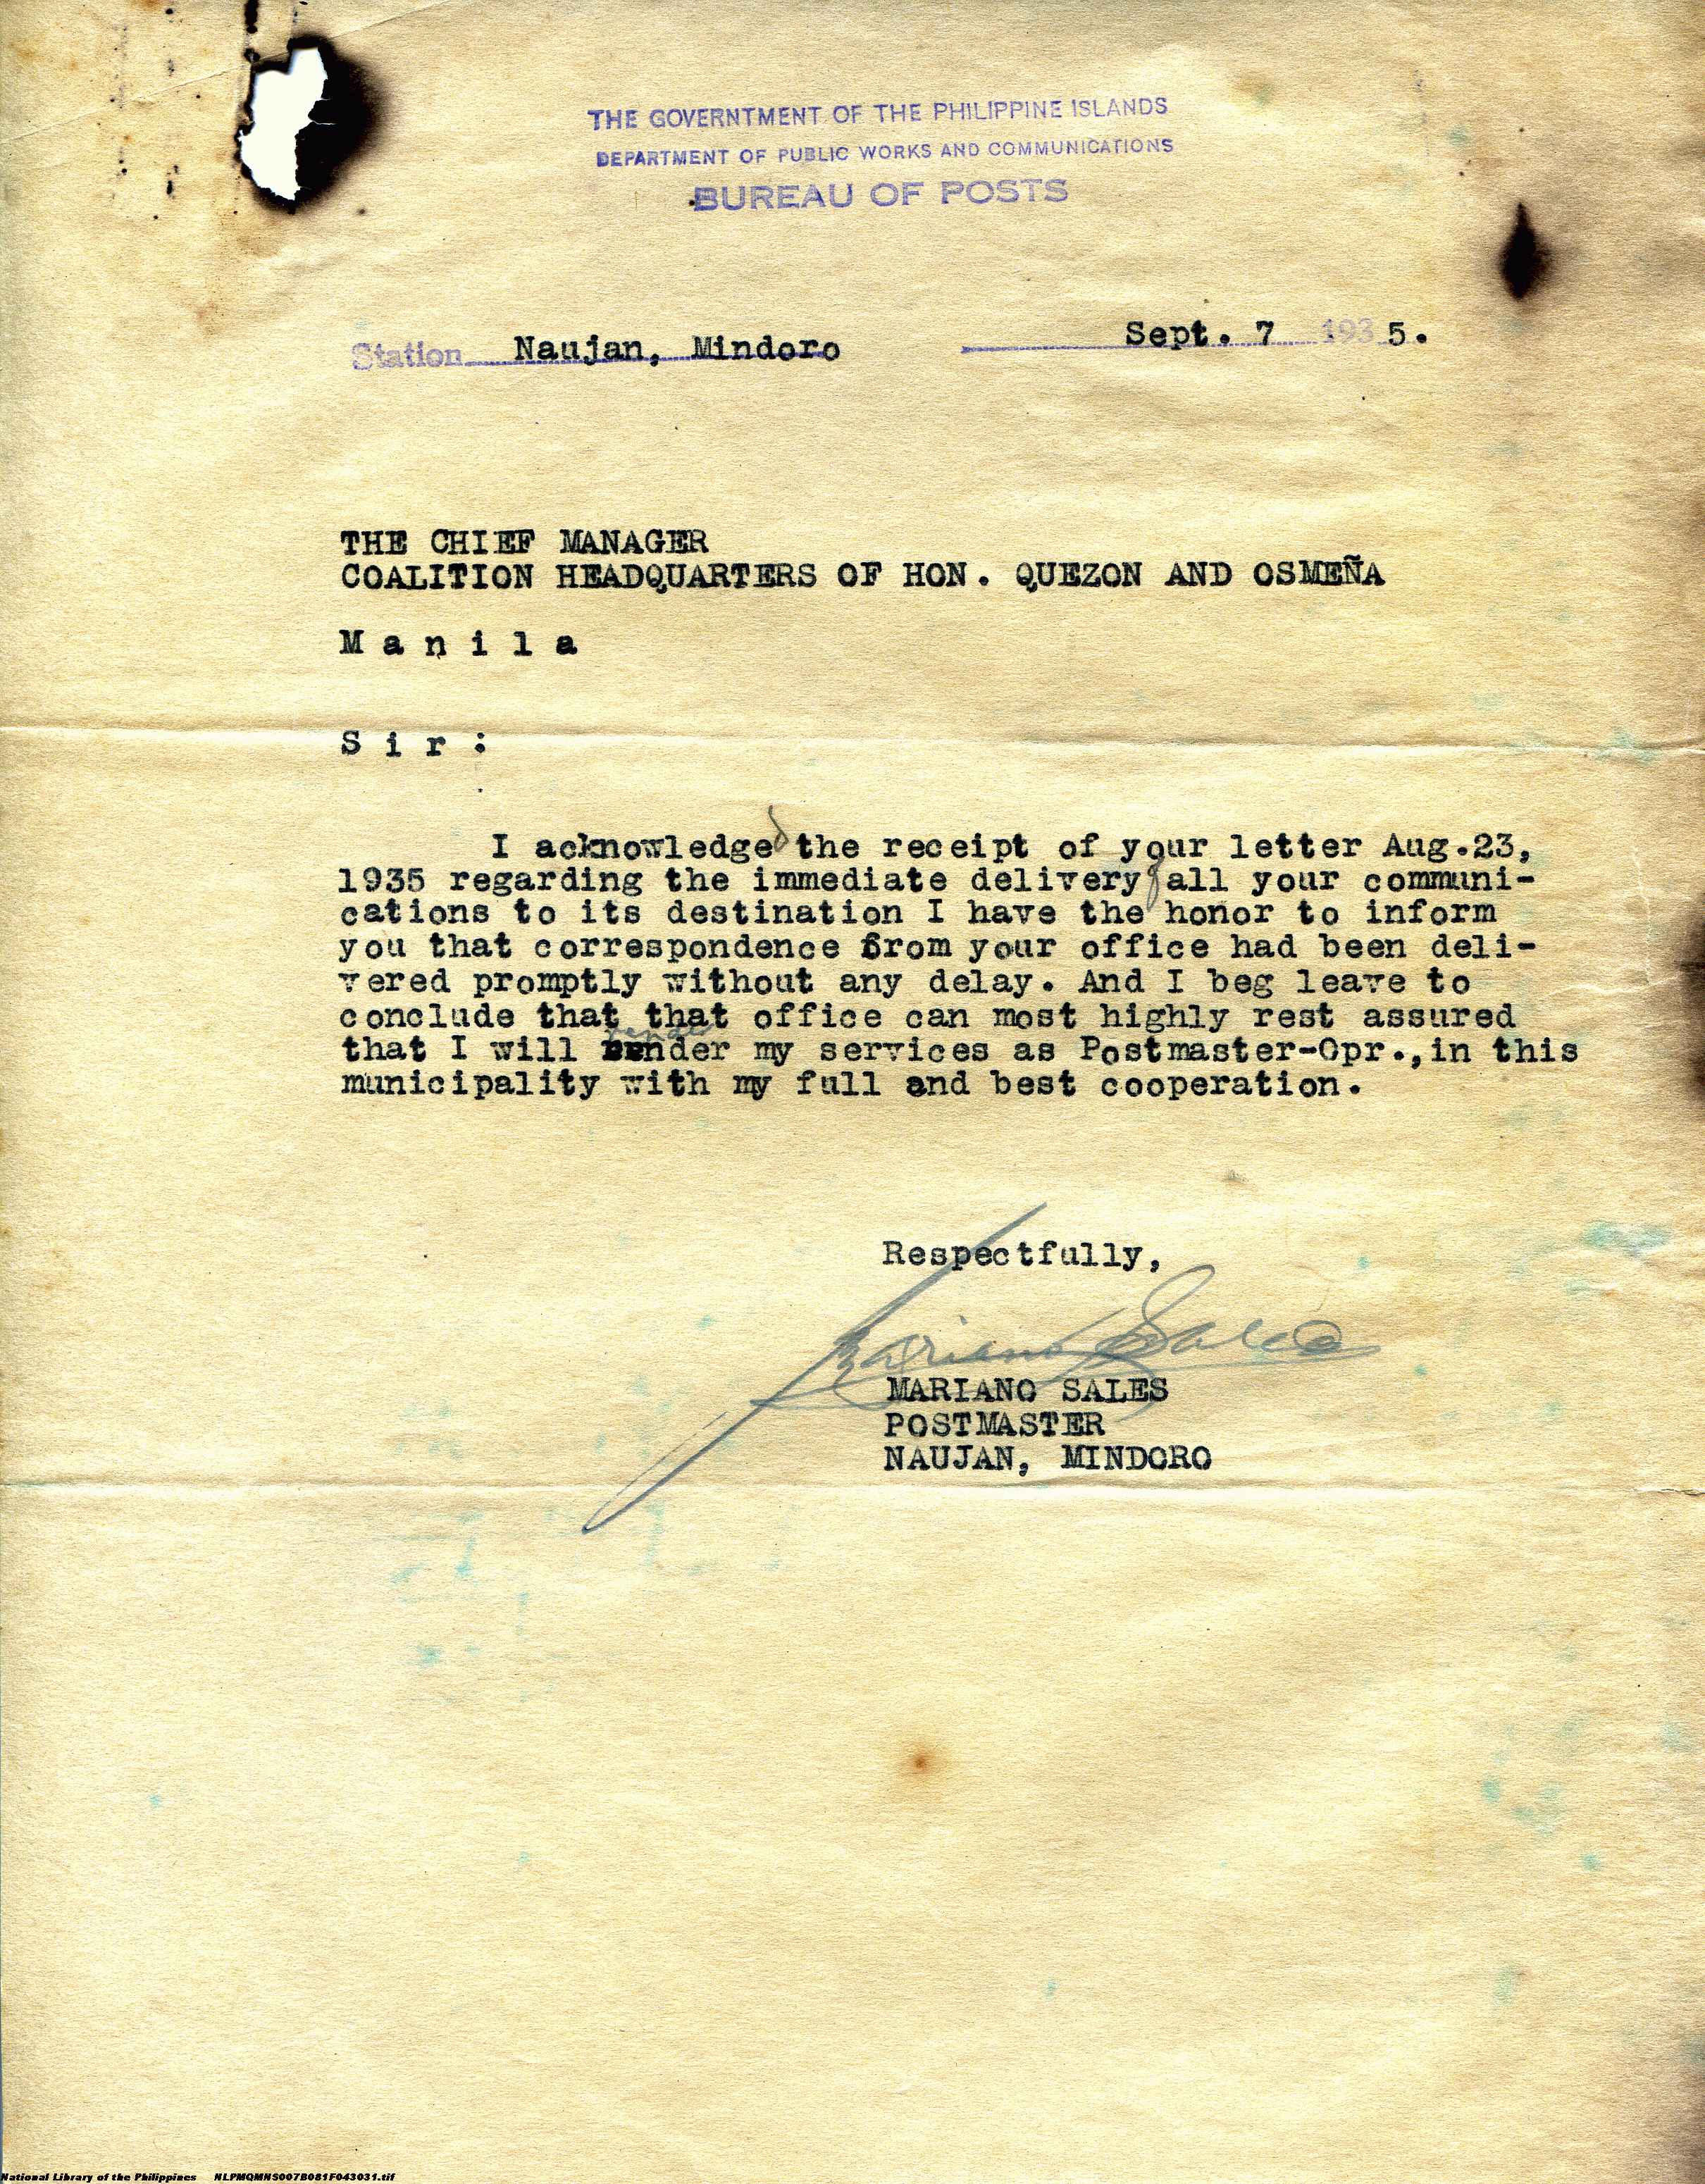 THE GOVERNTMENT OF THE PHILIPPINE ISLANDS
DEPARTMENT OF PUBLIC WORKS AND COMMUNICATIONS
BUREAU OF POSTS
Station Naujan, Mindoro Sept. 7 1935.
THE CHIEF MANAGER
COALITION HEADQUARTERS OF HON. QUEZON AND OSMEÑA
M a n i l a
S i r :
I acknowledged the receipt of your letter Aug.23,
1935 regarding the immediate delivery of all your communi-
cations to its destination I have the honor to inform
you that correspondence from your office had been deli-
vered promptly without any delay. And I beg leave to
conclude that that office can most highly rest assured
render
that I will render my services as Postmaster-Opr.,in this
municipality with my full and best cooperation.
Respectfully,
Mariano Sales
MARIANO SALES
POSTMASTER
NAUJAN, MINDORO
National Library of the Philippines NLPMQMNS007B081F043031.tif